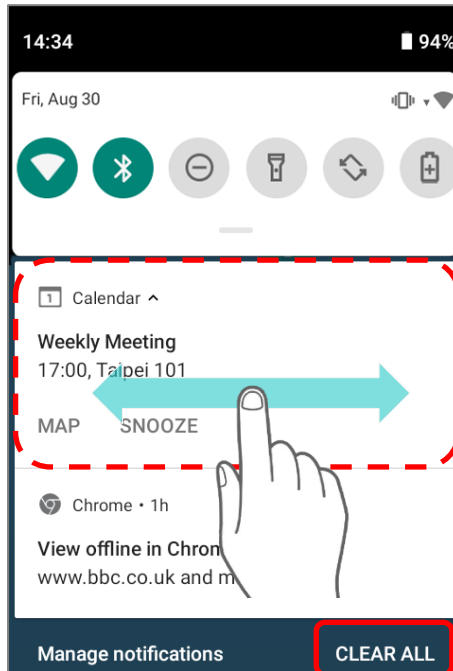 14:34 94%
Fri, Aug 30
1 Calendar
Weekly Meeting
17:00, Taipei 101
MAP SNOOZE
Chrome • 1h
View offline in Chron
www.bbc.co.uk and m
Manage notifications CLEAR ALL